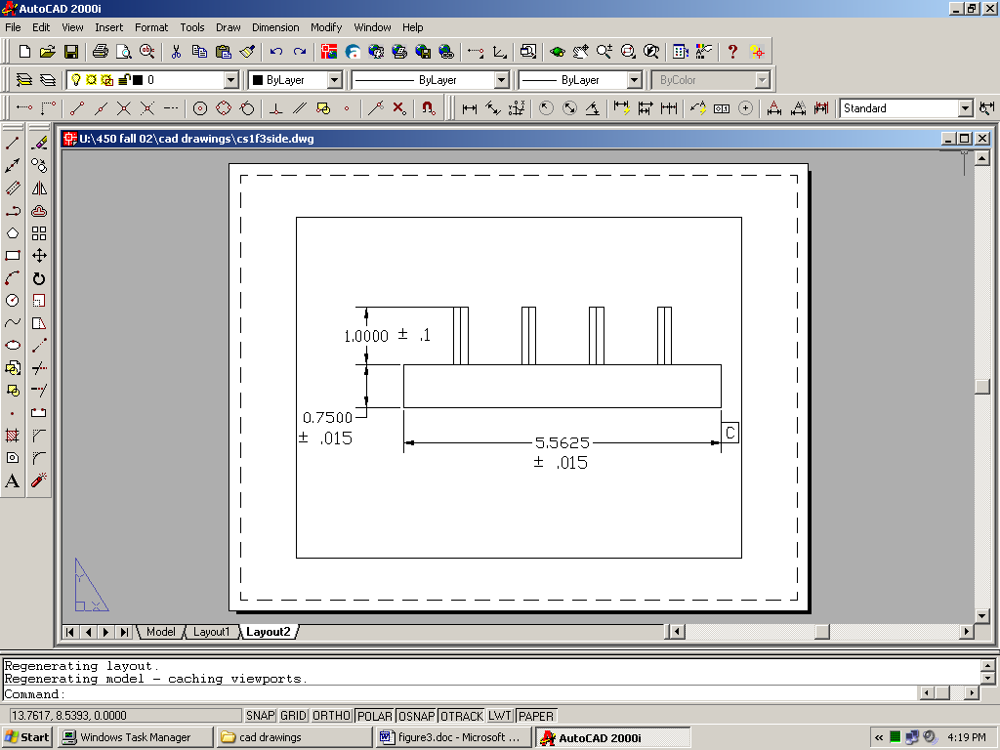 AutoCAD 2000i
File Edit View Insert Format Tools Draw Dimension Modify Window Help
0 ByLayer ByLayer ByLayer ByColor
Standard
U:\450 fall 02\cad drawings\cs1f3side.dwg
1.0000 ± .1
0.7500
± .015
C
5.5625
± .015
Y
X
A
Model Layout1 Layout2
Regenerating layout.
Regenerating model - caching viewports.
Command:
13.7617, 8.5393, 0.0000 SNAP GRID ORTHO POLAR OSNAP OTRACK LWT PAPER
Start Windows Task Manager cad drawings figure3.doc - Microsoft ... AutoCAD 2000i « 4:19 PM